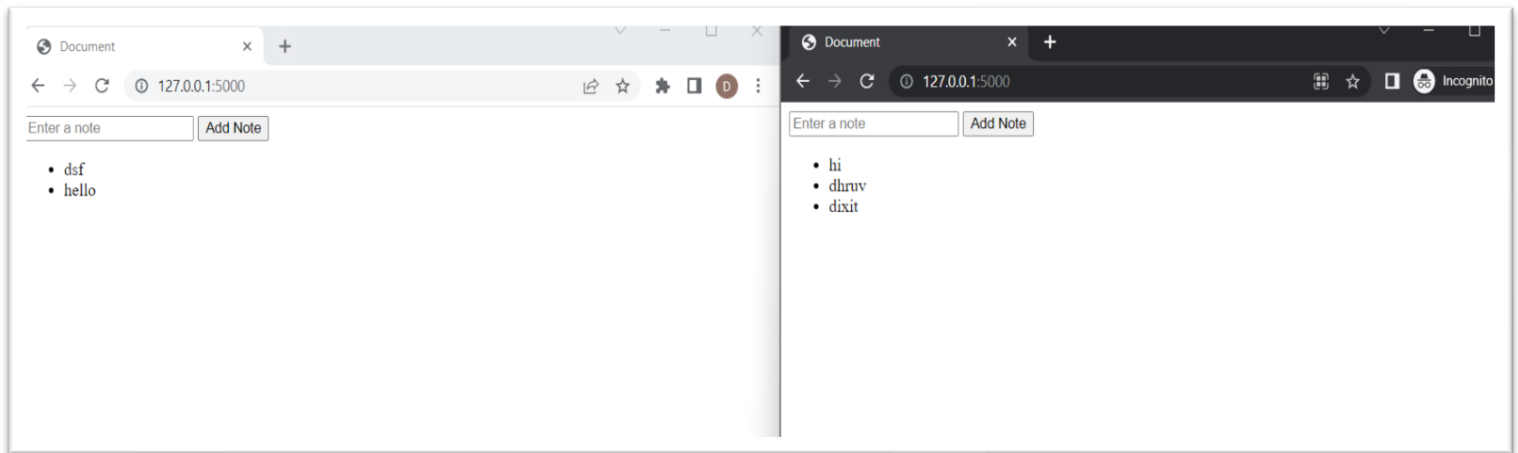 Document
127.0.0.1:5000
D
Enter a note Add Note
dsf
hello
Document
127.0.0.1:5000
Incognito
Enter a note Add Note
hi
dhruv
dixit